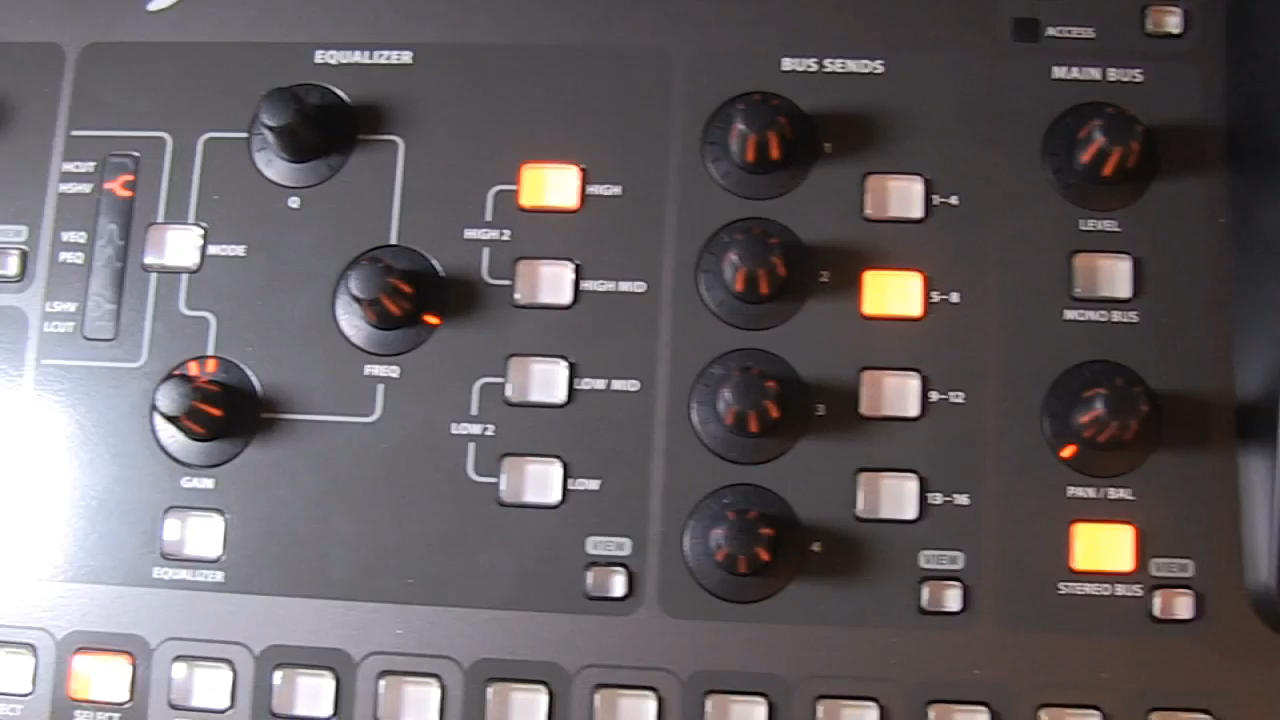 ACCESS
EQUALIZER
BUS SENDS
MAIN BUS
HCUT
HSHV
VEQ
PEQ
LSHV
LCUT
MODE
Q
FREQ
GAIN
EQUALIZER
HIGH
HIGH 2
HIGH MID
LOW MID
LOW 2
LOW
VIEW
1
2
3
4
1-4
5-8
9-12
13-16
VIEW
LEVEL
MONO BUS
PAN / BAL
STEREO BUS
VIEW
VIEW
SELECT